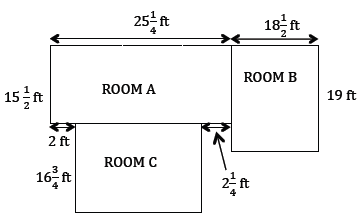 25 1/4 ft
18 1/2 ft
ROOM A
ROOM B
15 1/2 ft
19 ft
2 ft
ROOM C
16 3/4 ft
2 1/4 ft